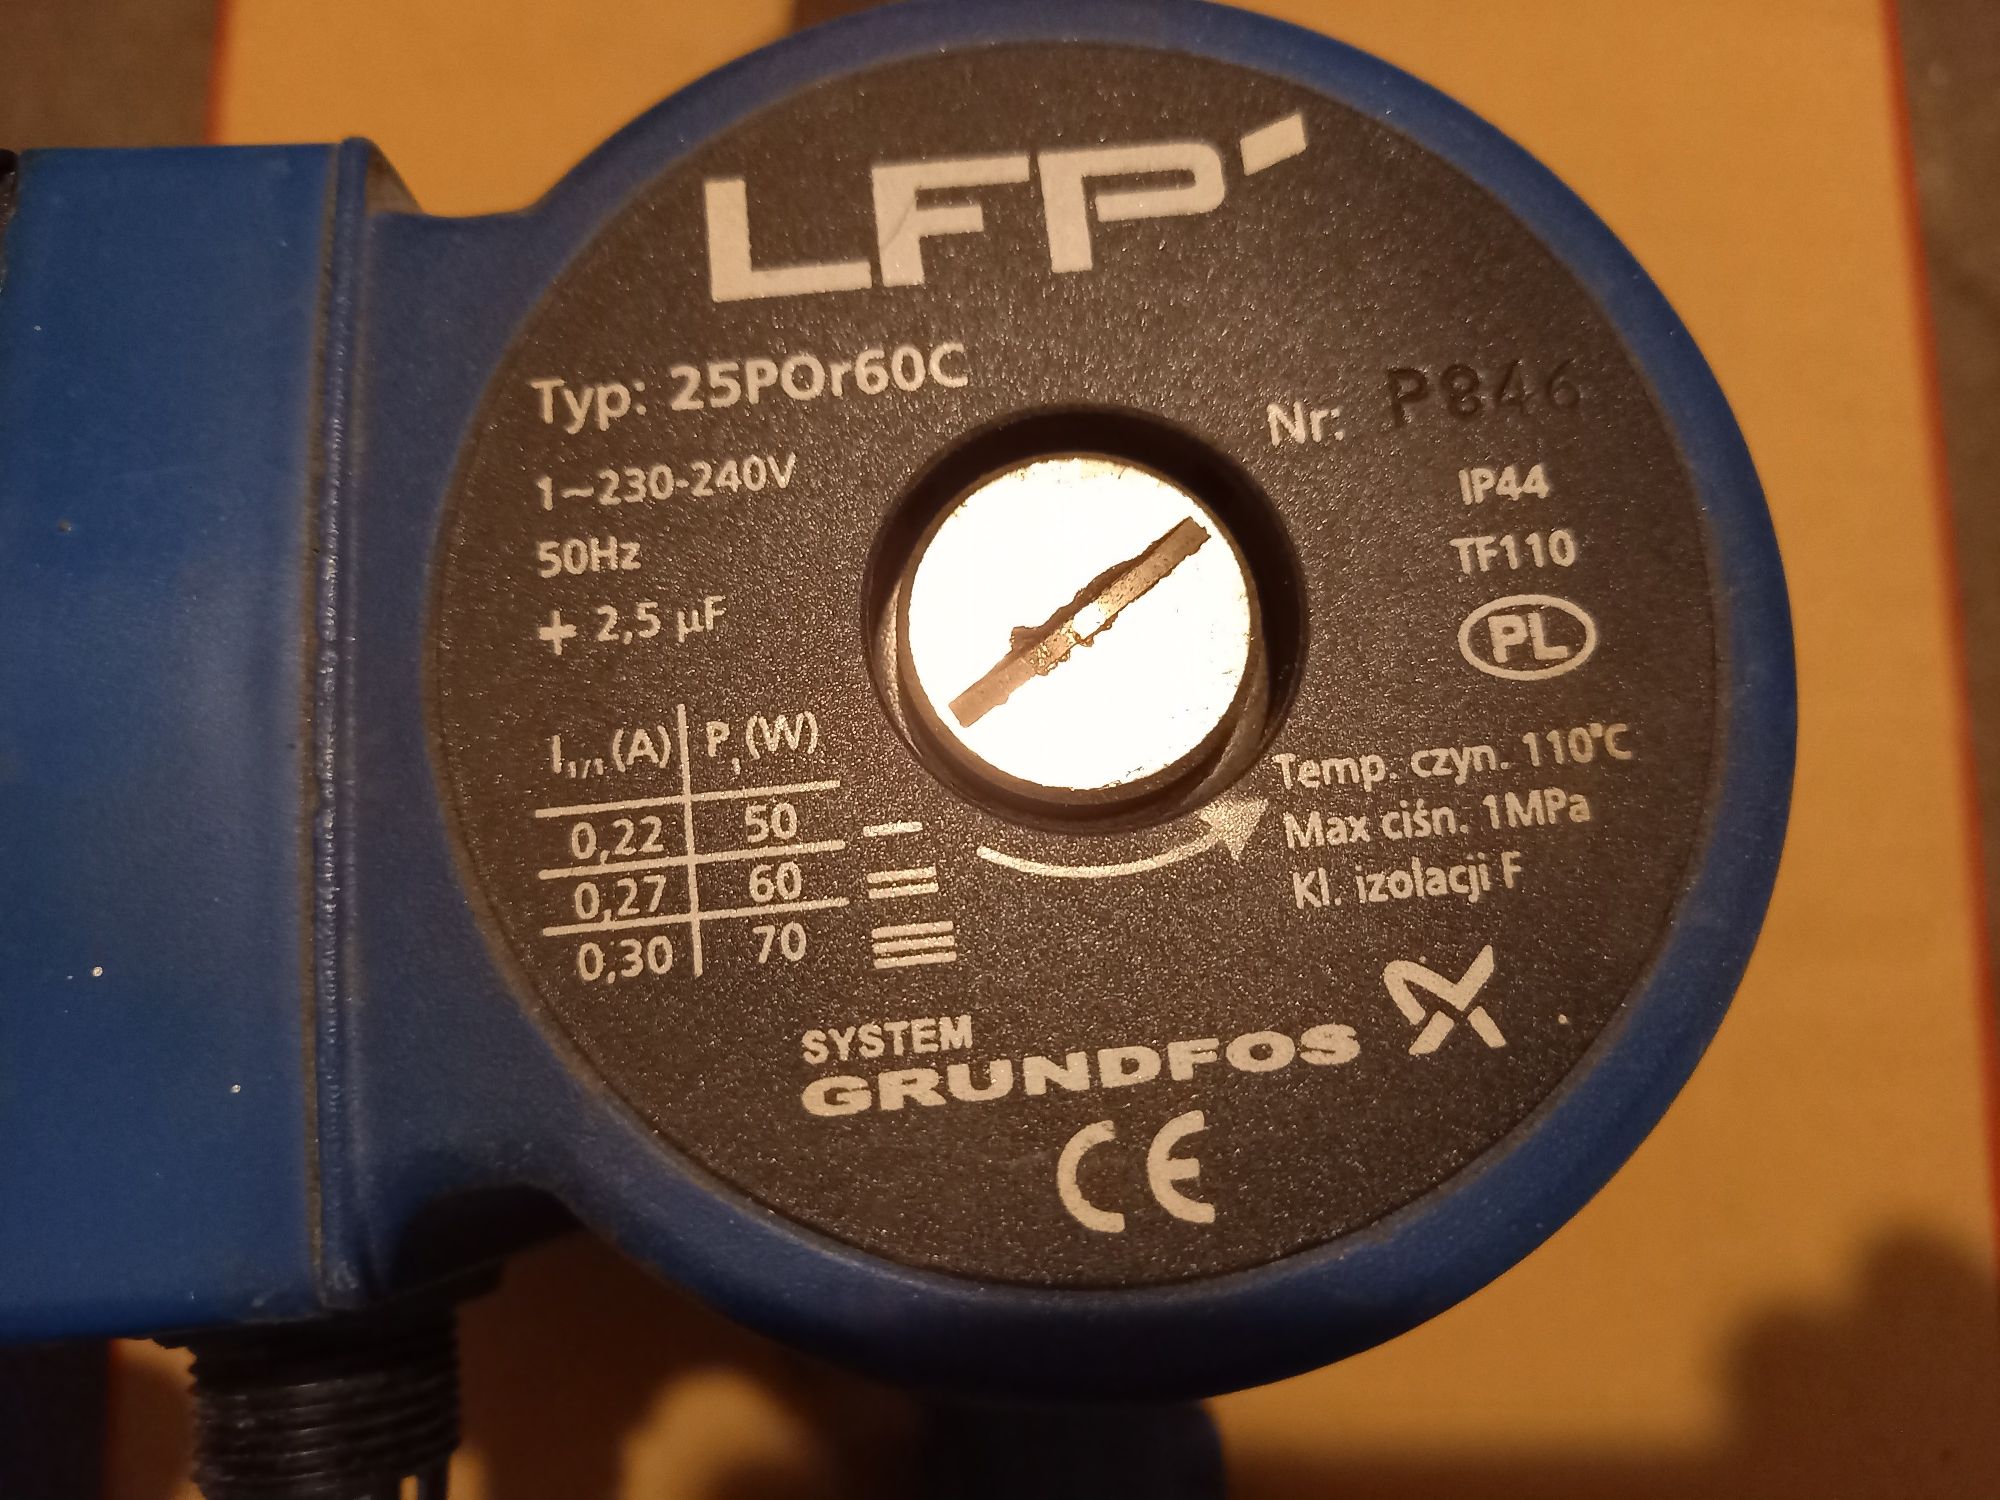 LFP
Typ: 25POr60C
Nr: P846
1~230-240V
IP44
50Hz
TF110
+ 2,5 µF
PL
I1/1 (A) P1 (W)
0,22 50
0,27 60
0,30 70
Temp. czyn. 110°C
Max ciśn. 1MPa
Kl. izolacji F
SYSTEM
GRUNDFOS
CE